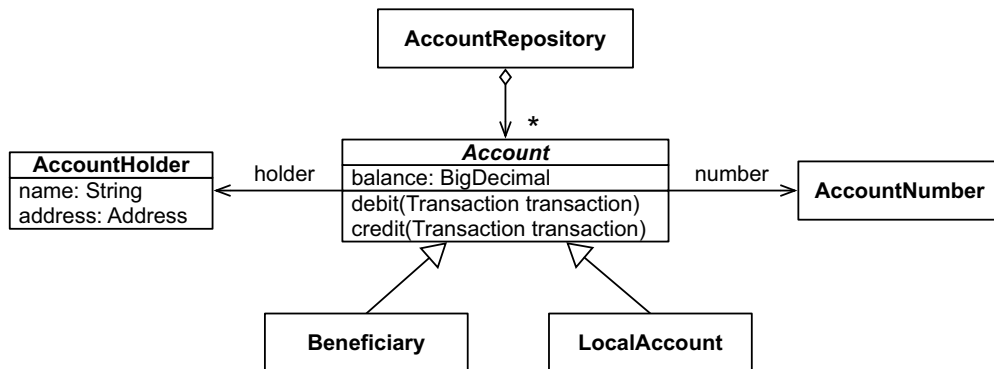 AccountRepository
*
AccountHolder
name: String
address: Address
holder
Account
balance: BigDecimal
debit(Transaction transaction)
credit(Transaction transaction)
number
AccountNumber
Beneficiary
LocalAccount